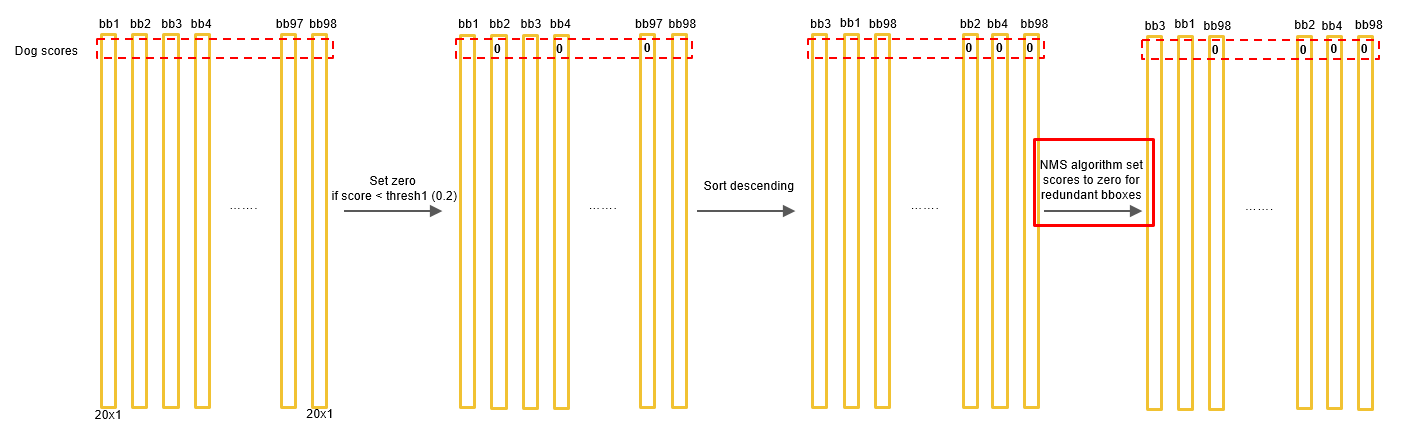 bb1 bb2 bb3 bb4 bb97 bb98
bb1 bb2 bb3 bb4 bb97 bb98
bb3 bb1 bb98 bb2 bb4 bb98
bb3 bb1 bb98 bb2 bb4 bb98
Dog scores
0 0 0
0 0 0
0 0 0 0
Set zero
if score < thresh1 (0.2)
.......
.......
Sort descending
.......
NMS algorithm set
scores to zero for
redundant bboxes
.......
20x1 20x1